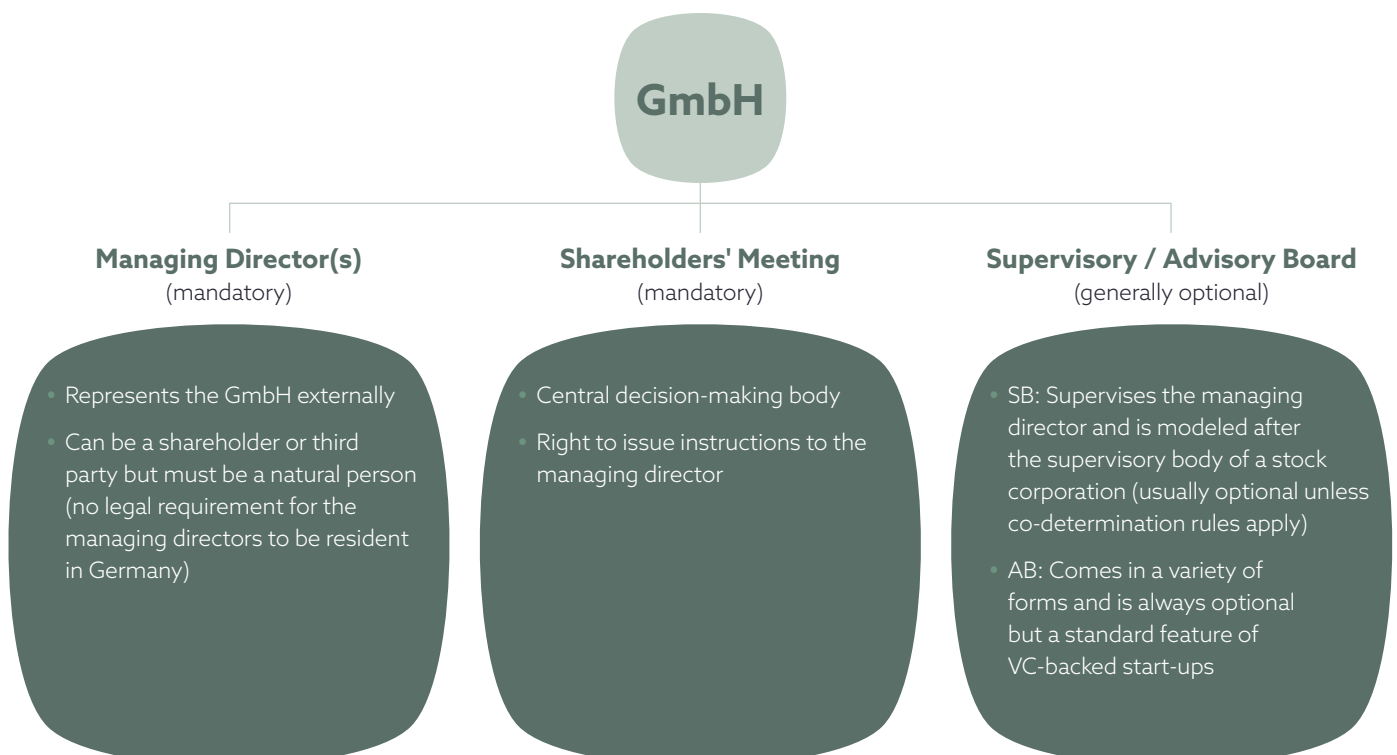 GmbH
Managing Director(s)
(mandatory)
• Represents the GmbH externally
• Can be a shareholder or third
party but must be a natural person
(no legal requirement for the
managing directors to be resident
in Germany)
Shareholders' Meeting
(mandatory)
• Central decision-making body
• Right to issue instructions to the
managing director
Supervisory / Advisory Board
(generally optional)
• SB: Supervises the managing
director and is modeled after
the supervisory body of a stock
corporation (usually optional unless
co-determination rules apply)
• AB: Comes in a variety of
forms and is always optional
but a standard feature of
VC-backed start-ups